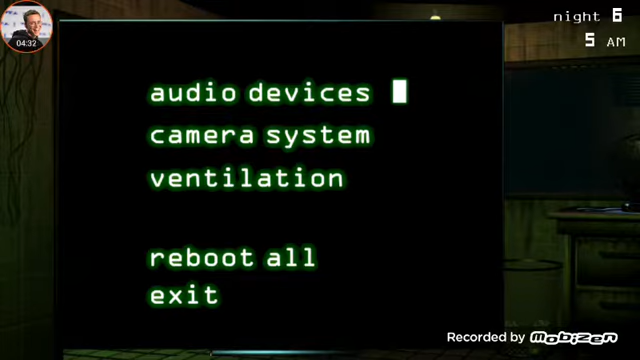 night 6
5 AM
04:32
audio devices
camera system
ventilation
reboot all
exit
Recorded by mobizen